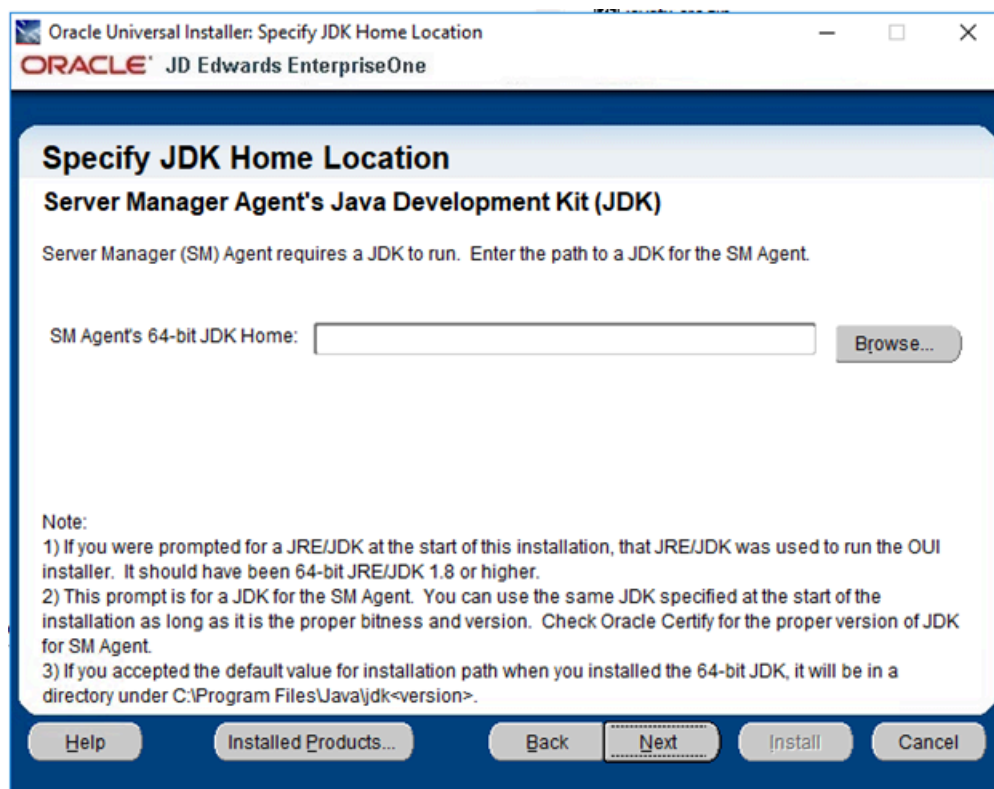 Oracle Universal Installer: Specify JDK Home Location
ORACLE JD Edwards EnterpriseOne
Specify JDK Home Location
Server Manager Agent's Java Development Kit (JDK)
Server Manager (SM) Agent requires a JDK to run. Enter the path to a JDK for the SM Agent.
SM Agent's 64-bit JDK Home:
Browse...
Note:
1) If you were prompted for a JRE/JDK at the start of this installation, that JRE/JDK was used to run the OUI
installer. It should have been 64-bit JRE/JDK 1.8 or higher.
2) This prompt is for a JDK for the SM Agent. You can use the same JDK specified at the start of the
installation as long as it is the proper bitness and version. Check Oracle Certify for the proper version of JDK
for SM Agent.
3) If you accepted the default value for installation path when you installed the 64-bit JDK, it will be in a
directory under C:\Program Files\Java\jdk<version>.
Help Installed Products... Back Next Install Cancel